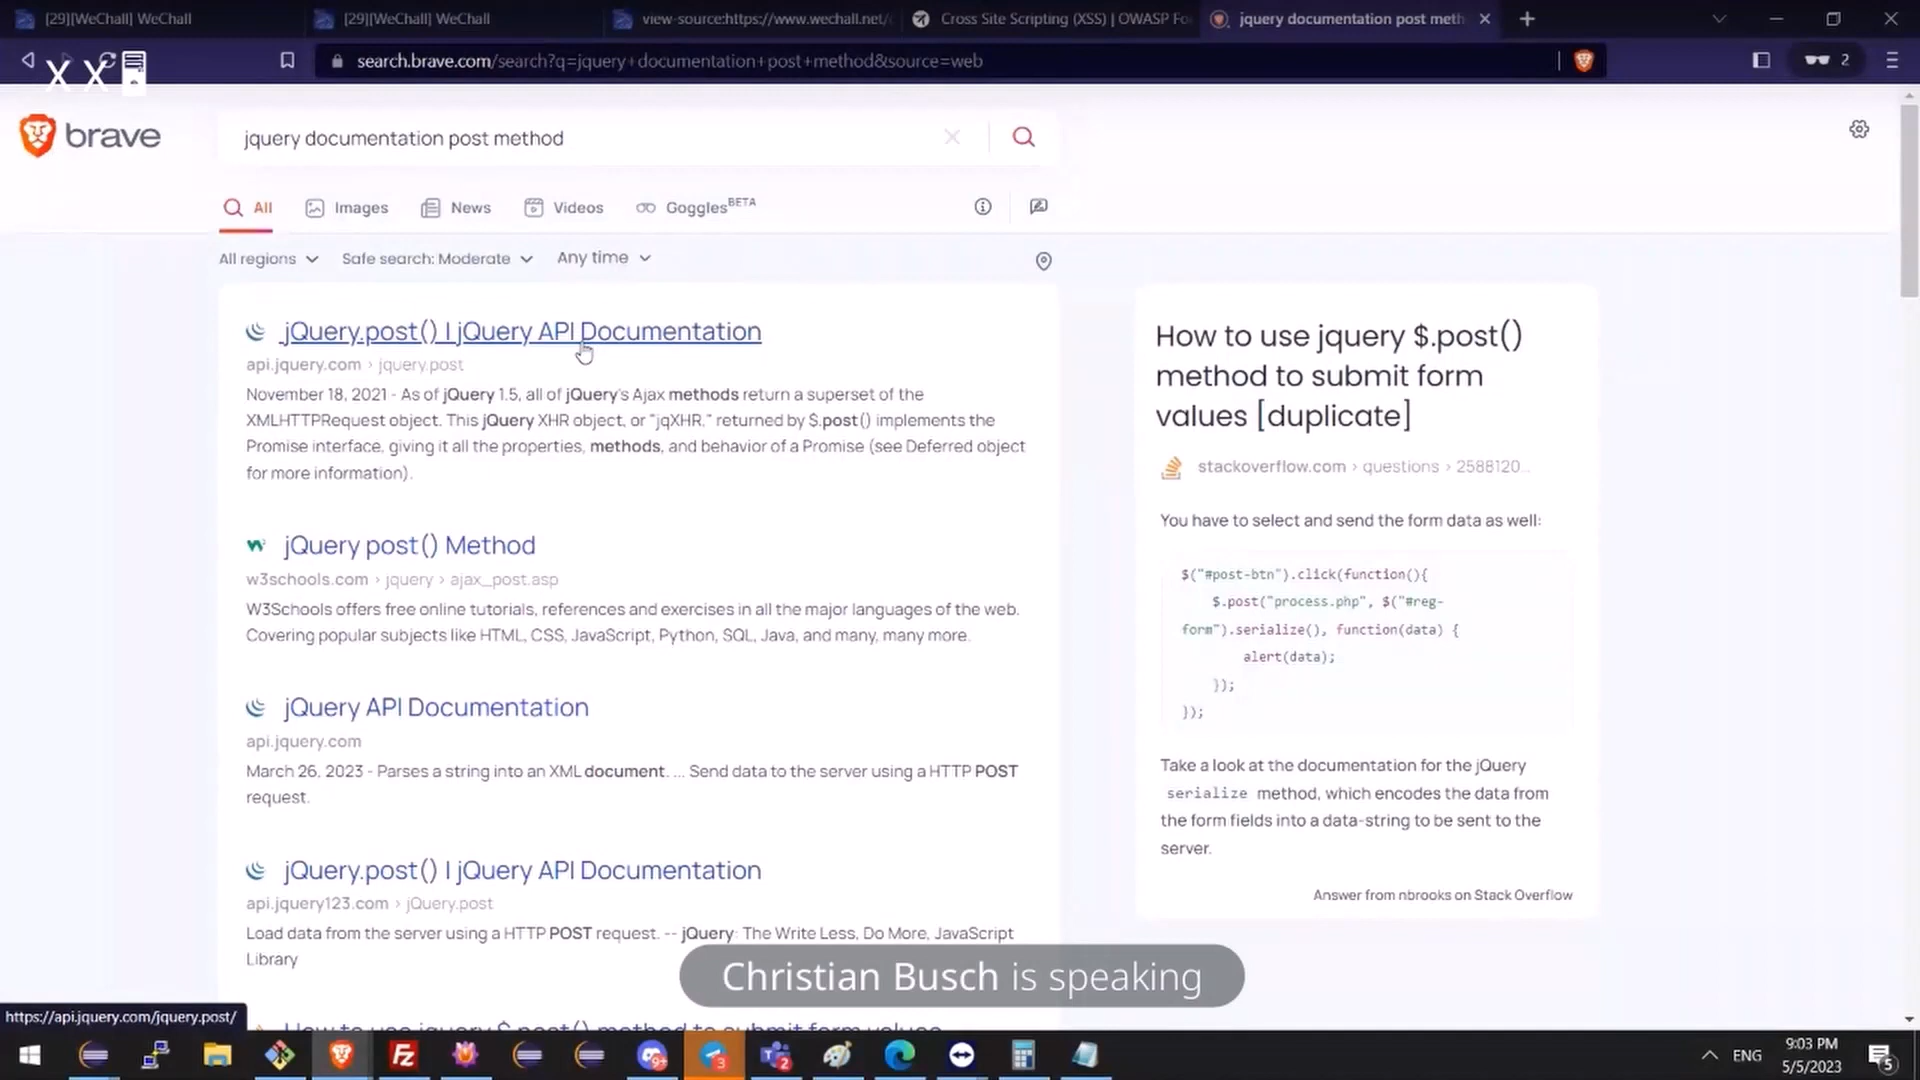 [29][WeChall] WeChall
[29][WeChall] WeChall
view-source:https://www.wechall.net/
Cross Site Scripting (XSS) | OWASP Fo
jquery documentation post meth
search.brave.com/search?q=jquery+documentation+post+method&source=web
2
X X
brave
jquery documentation post method
All
Images
News
Videos
Goggles BETA
All regions
Safe search: Moderate
Any time
jQuery.post() | jQuery API Documentation
api.jquery.com › jquery.post
November 18, 2021 - As of jQuery 1.5, all of jQuery's Ajax methods return a superset of the
XMLHTTPRequest object. This jQuery XHR object, or "jqXHR," returned by $.post() implements the
Promise interface, giving it all the properties, methods, and behavior of a Promise (see Deferred object
for more information).
jQuery post() Method
w3schools.com › jquery › ajax_post.asp
W3Schools offers free online tutorials, references and exercises in all the major languages of the web.
Covering popular subjects like HTML, CSS, JavaScript, Python, SQL, Java, and many, many more.
jQuery API Documentation
api.jquery.com
March 26, 2023 - Parses a string into an XML document. ... Send data to the server using a HTTP POST
request.
jQuery.post() | jQuery API Documentation
api.jquery123.com › jQuery.post
Load data from the server using a HTTP POST request. -- jQuery: The Write Less, Do More, JavaScript
Library
How to use jquery $.post() method to submit form values
How to use jquery $.post()
method to submit form
values [duplicate]
stackoverflow.com › questions › 2588120...
You have to select and send the form data as well:
$("#post-btn").click(function(){
$.post("process.php", $("#reg-
form").serialize(), function(data) {
alert(data);
});
});
Take a look at the documentation for the jQuery
serialize method, which encodes the data from
the form fields into a data-string to be sent to the
server.
Answer from nbrooks on Stack Overflow
Christian Busch is speaking
https://api.jquery.com/jquery.post/
9+
3
2
ENG
9:03 PM
5/5/2023
5